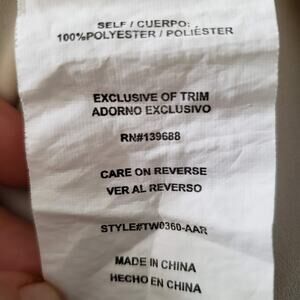 SELF / CUERPO:
100%POLYESTER / POLIÉSTER
EXCLUSIVE OF TRIM
ADORNO EXCLUSIVO
RN#139688
CARE ON REVERSE
VER AL REVERSO
STYLE#TW0360-AAR
MADE IN CHINA
HECHO EN CHINA